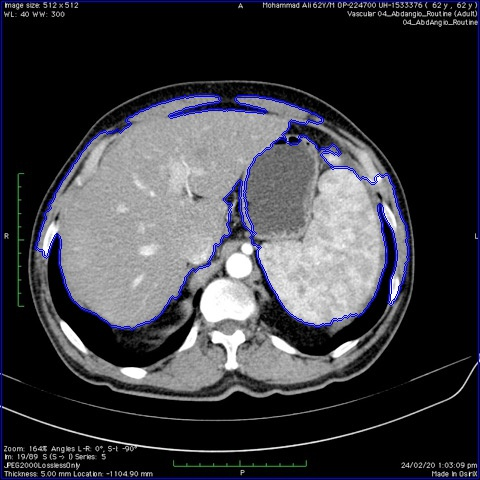 Image size: 512 x 512
WL: 40 WW: 300
A
Mohammad Ali 62Y/M OP-224700 UH-1533376 ( 62 y , 62 y )
Vascular 04_Abdangio_Routine (Adult)
04_AbdAngio_Routine
R
L
Zoom: 164% Angles L-R: 0°, S-I -90°
Im: 19/89 S (S -> I) Series: 5
JPEG2000LosslessOnly
Thickness: 5.00 mm Location: -1104.90 mm
P
24/02/20 1:03:09 pm
Made In OsiriX